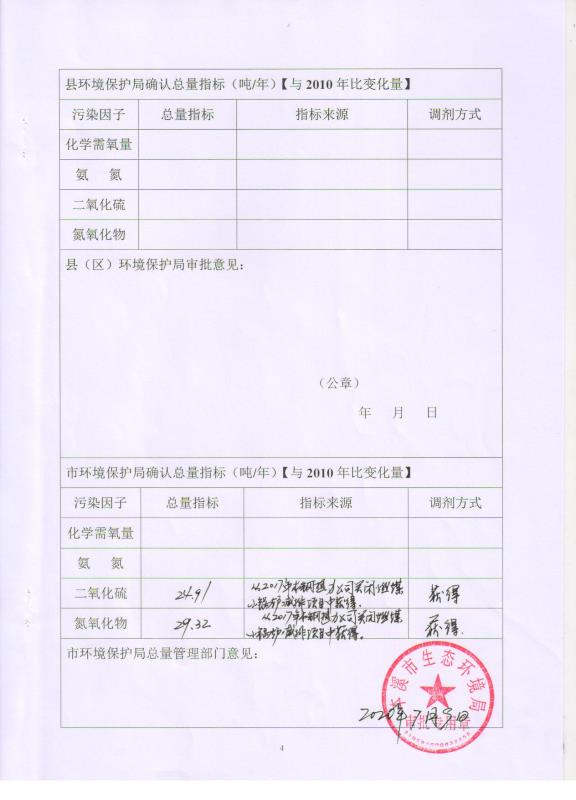 县环境保护局确认总量指标（吨/年）【与2010年比变化量】
污染因子 总量指标 指标来源 调剂方式
化学需氧量
氨 氮
二氧化硫
氮氧化物
县（区）环境保护局审批意见：
（公章）
年 月 日
市环境保护局确认总量指标（吨/年）【与2010年比变化量】
污染因子 总量指标 指标来源 调剂方式
化学需氧量
氨 氮
二氧化硫 24.91 从2017年本钢热力公司关闭燃煤 获得
小锅炉减排项目中获得。
氮氧化物 29.32 从2017年本钢热力公司关闭燃煤 获得
小锅炉减排项目中获得。
市环境保护局总量管理部门意见：
本溪市生态环境局
2020年7月9日
审批专用章
4